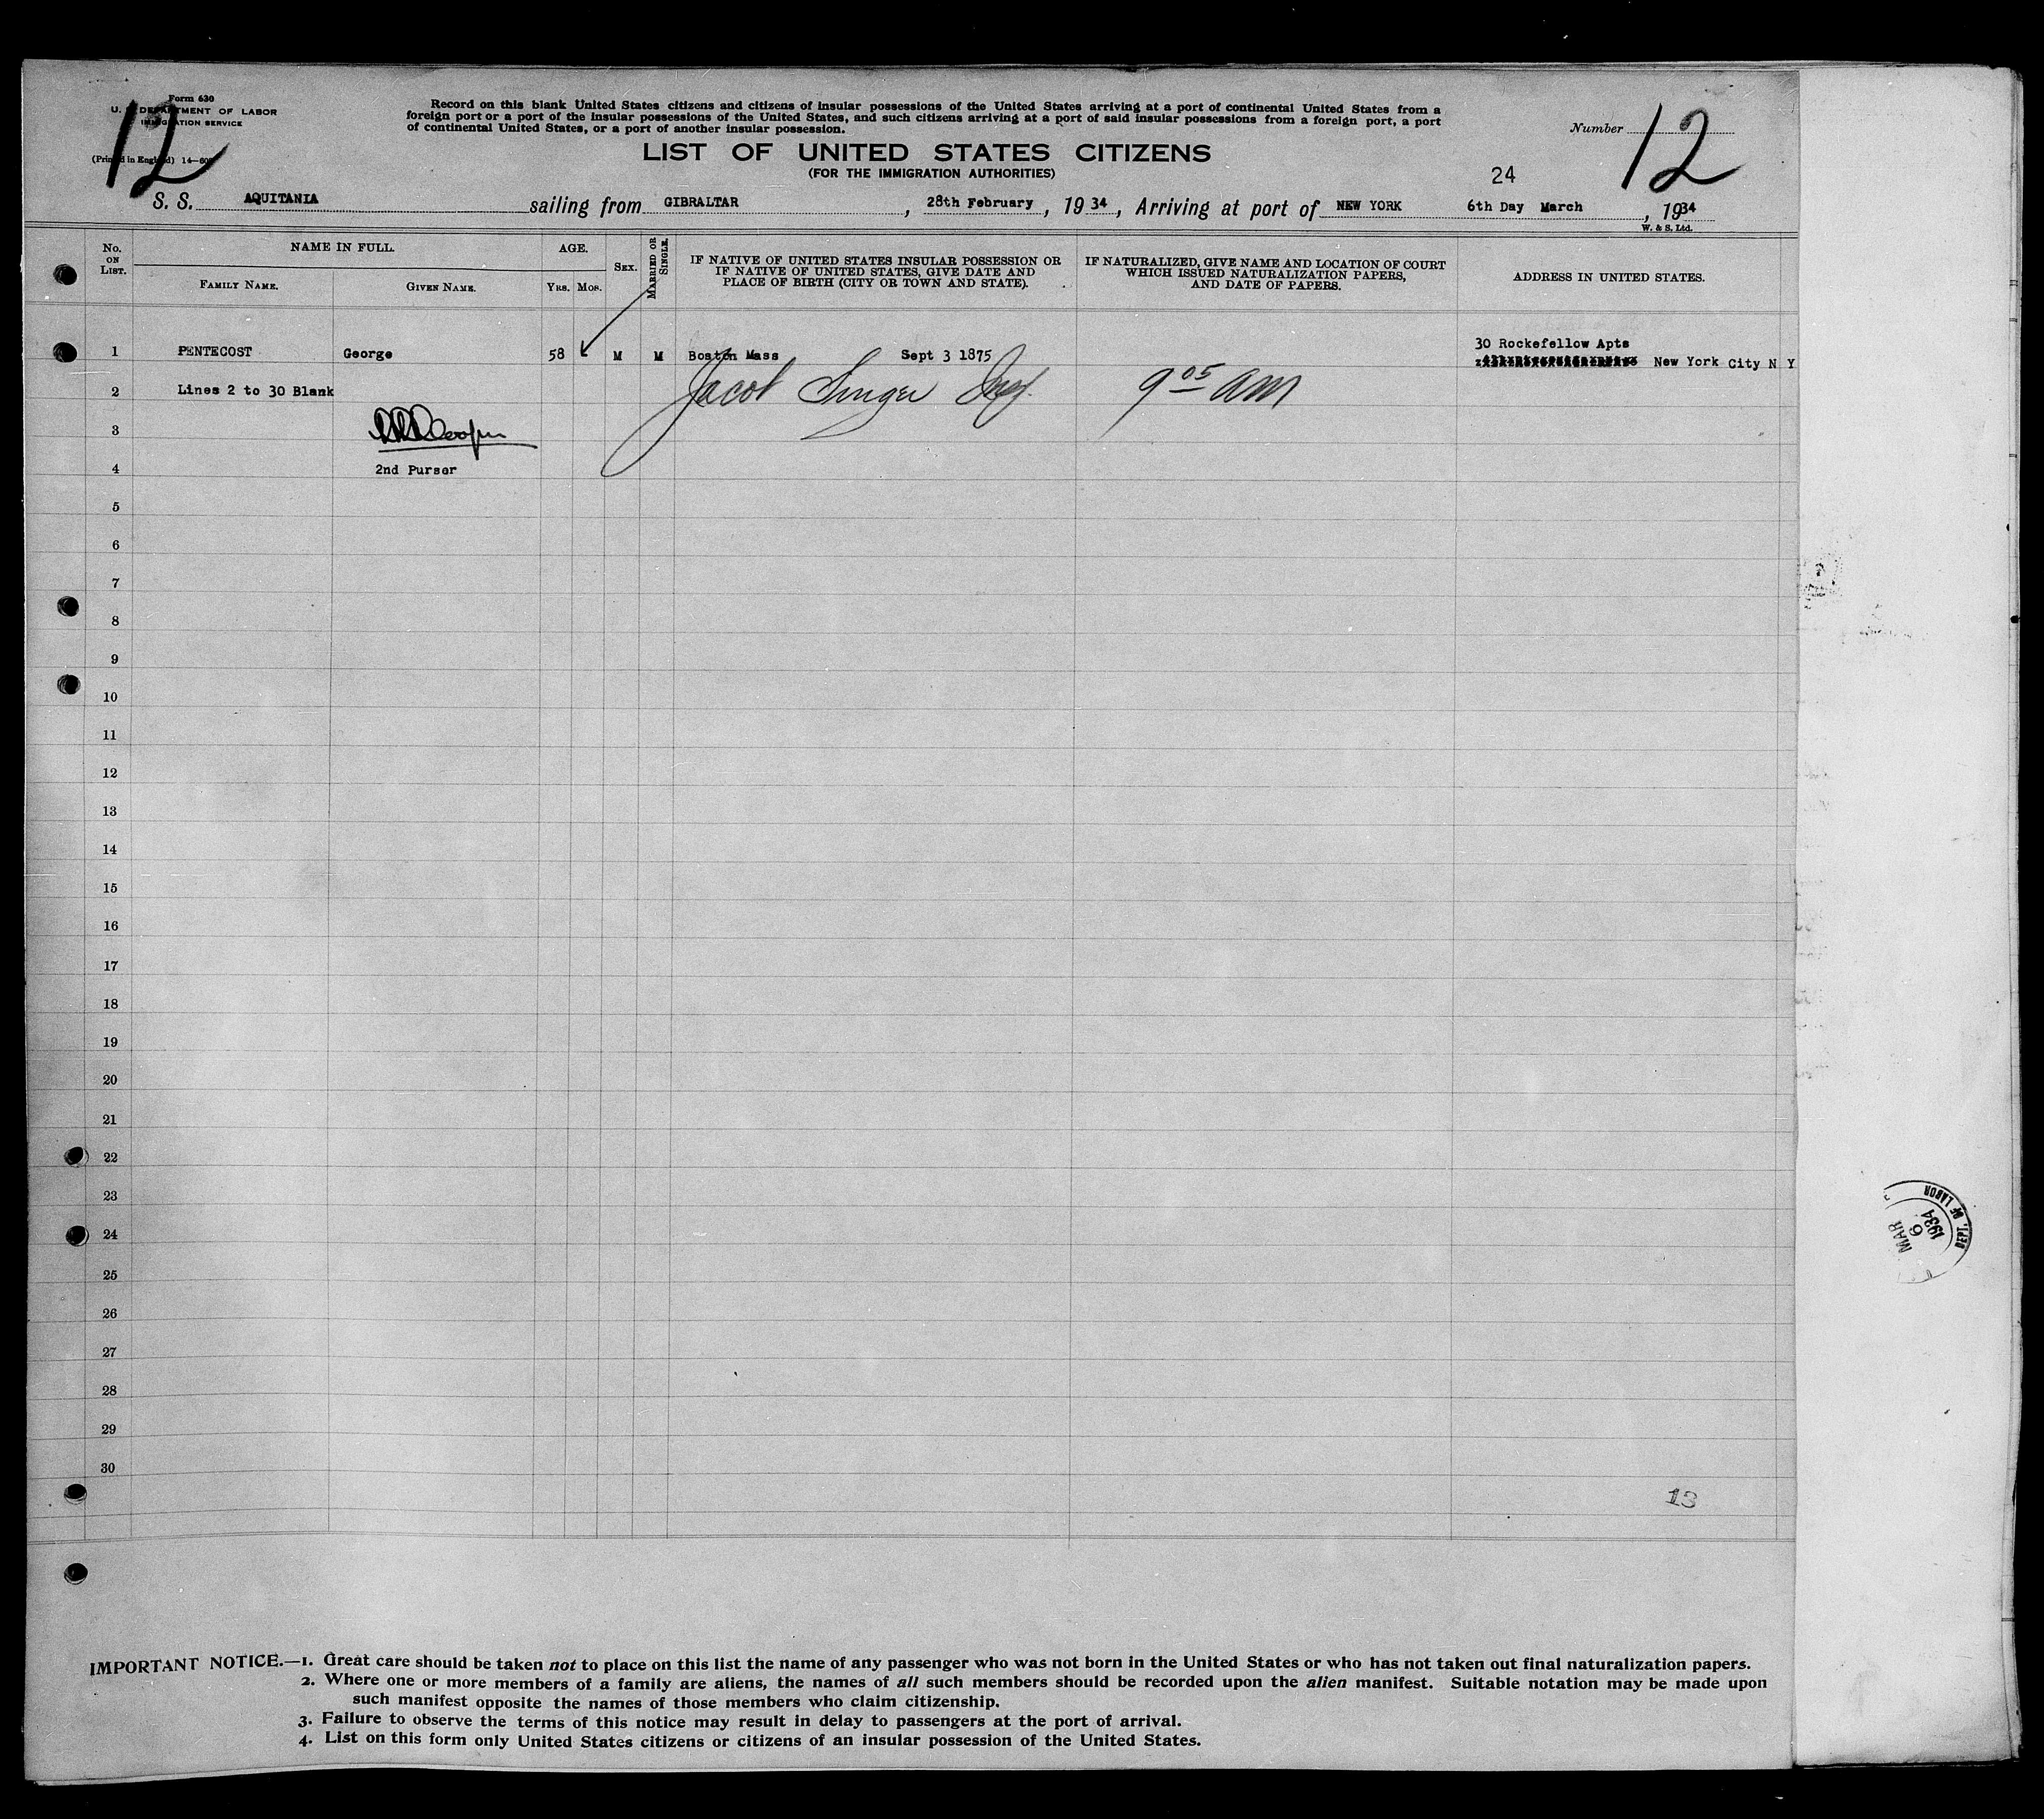 Form 630
U. S. DEPARTMENT OF LABOR
IMMIGRATION SERVICE
(Printed in England) 14—60
12
Record on this blank United States citizens and citizens of insular possessions of the United States arriving at a port of continental United States from a
foreign port or a port of the insular possessions of the United States, and such citizens arriving at a port of said insular possessions from a foreign port, a port
of continental United States, or a port of another insular possession.
LIST OF UNITED STATES CITIZENS
(FOR THE IMMIGRATION AUTHORITIES)
Number 12
24
S. S. AQUITANIA sailing from GIBRALTAR, 28th February, 1934, Arriving at port of NEW YORK 6th Day March, 1934
W. & S. Ltd.
No. ON LIST.
NAME IN FULL.
FAMILY NAME. GIVEN NAME.
AGE.
YRS. MOS.
SEX.
MARRIED OR SINGLE.
IF NATIVE OF UNITED STATES INSULAR POSSESSION OR
IF NATIVE OF UNITED STATES, GIVE DATE AND
PLACE OF BIRTH (CITY OR TOWN AND STATE).
IF NATURALIZED, GIVE NAME AND LOCATION OF COURT
WHICH ISSUED NATURALIZATION PAPERS,
AND DATE OF PAPERS.
ADDRESS IN UNITED STATES.
30 Rockefellow Apts
1 PENTECOST George 58 M M Boston Mass Sept 3 1875 New York City N Y
2 Lines 2 to 30 Blank Jacob Singer Insp. 9 05 AM
3 Cooper
4 2nd Purser
5
6
7
8
9
10
11
12
13
14
15
16
17
18
19
20
21
22
23
24
25
26
27
28
29
30
13
DEPT. OF LABOR
MAR
6
1934
IMPORTANT NOTICE.—1. Great care should be taken not to place on this list the name of any passenger who was not born in the United States or who has not taken out final naturalization papers.
2. Where one or more members of a family are aliens, the names of all such members should be recorded upon the alien manifest. Suitable notation may be made upon
such manifest opposite the names of those members who claim citizenship.
3. Failure to observe the terms of this notice may result in delay to passengers at the port of arrival.
4. List on this form only United States citizens or citizens of an insular possession of the United States.